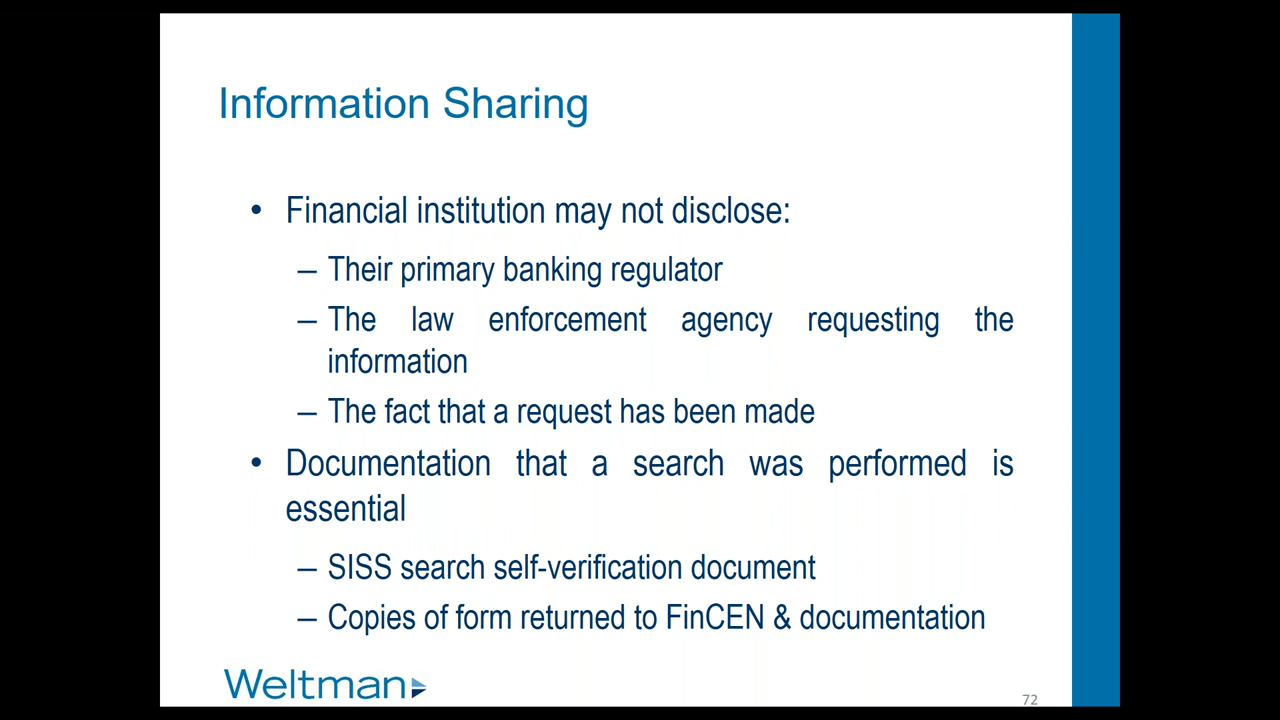 Information Sharing
• Financial institution may not disclose:
– Their primary banking regulator
– The law enforcement agency requesting the
information
– The fact that a request has been made
• Documentation that a search was performed is
essential
– SISS search self-verification document
– Copies of form returned to FinCEN & documentation
Weltman
72